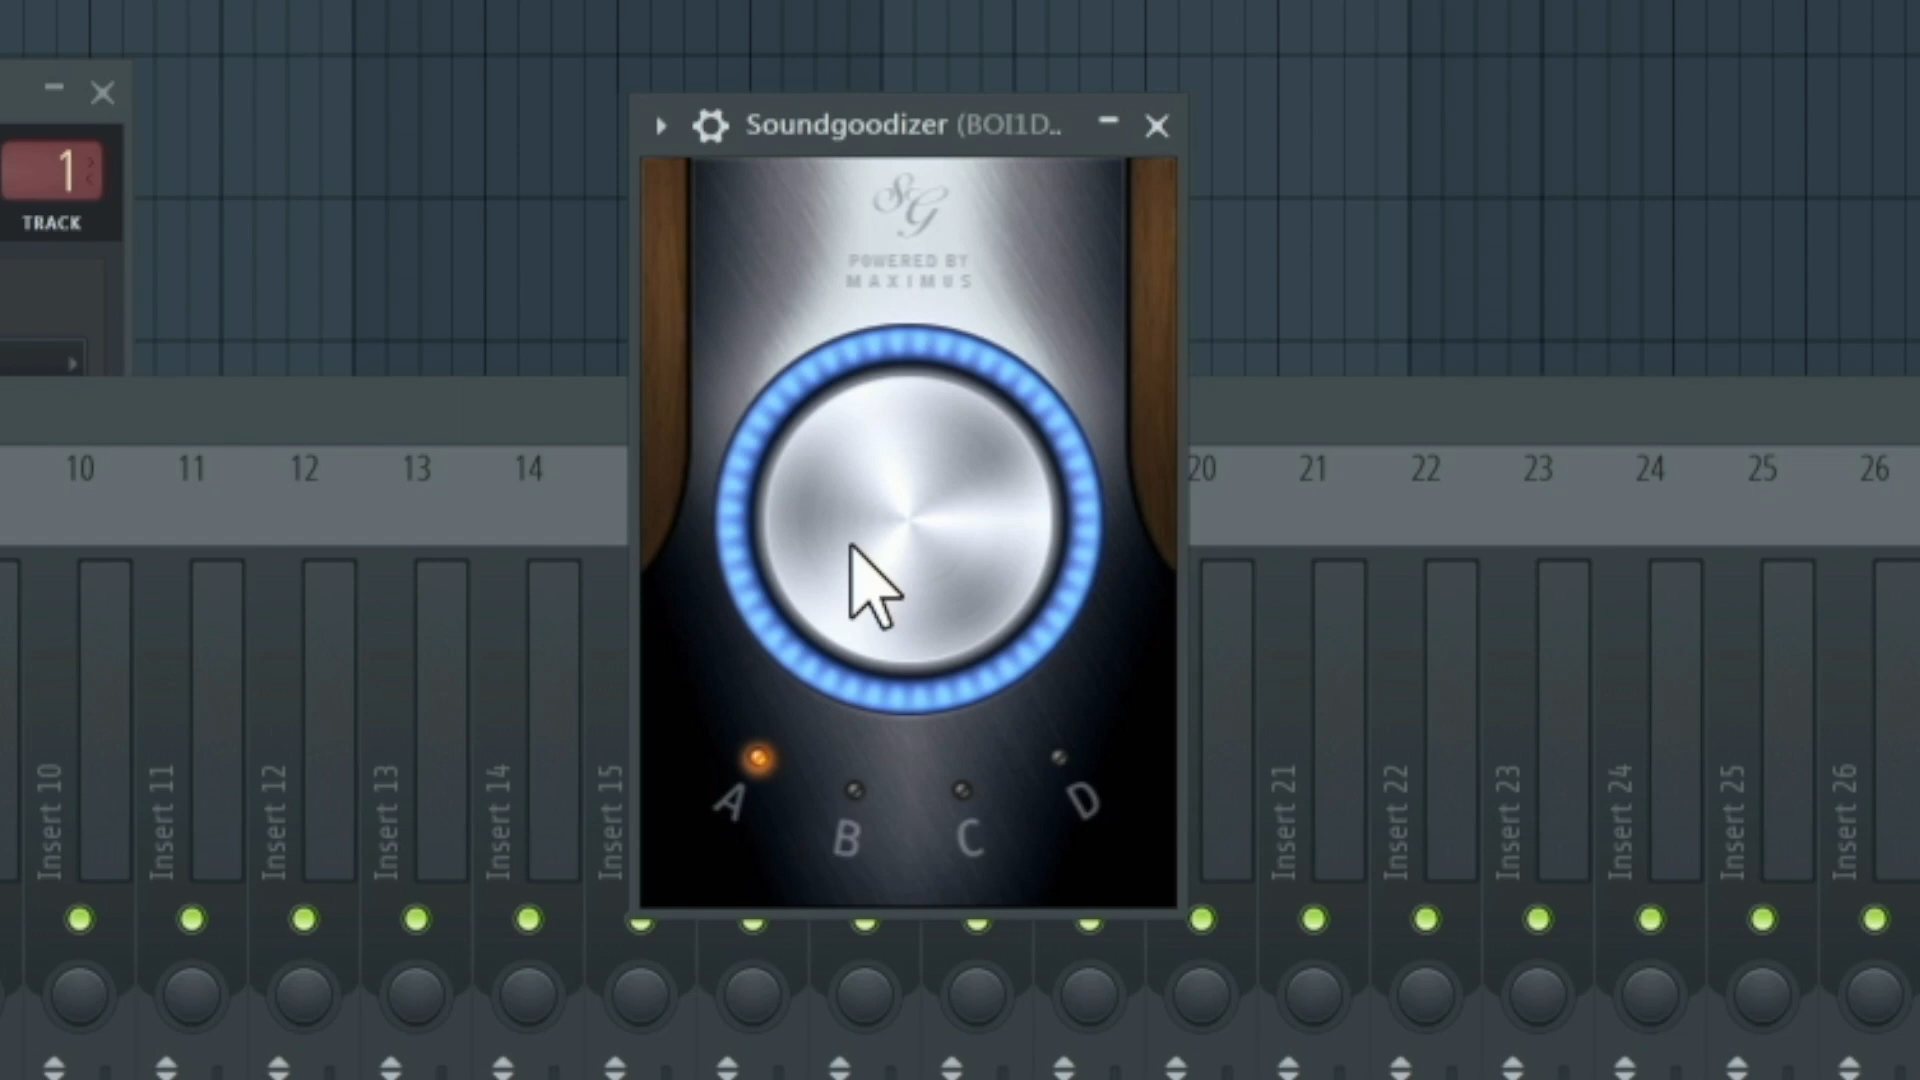 Soundgoodizer (BOI1D..
1
TRACK
SG
POWERED BY
MAXIMUS
10 11 12 13 14 20 21 22 23 24 25 26
Insert 10
Insert 11
Insert 12
Insert 13
Insert 14
Insert 15
Insert 21
Insert 22
Insert 23
Insert 24
Insert 25
Insert 26
A B C D